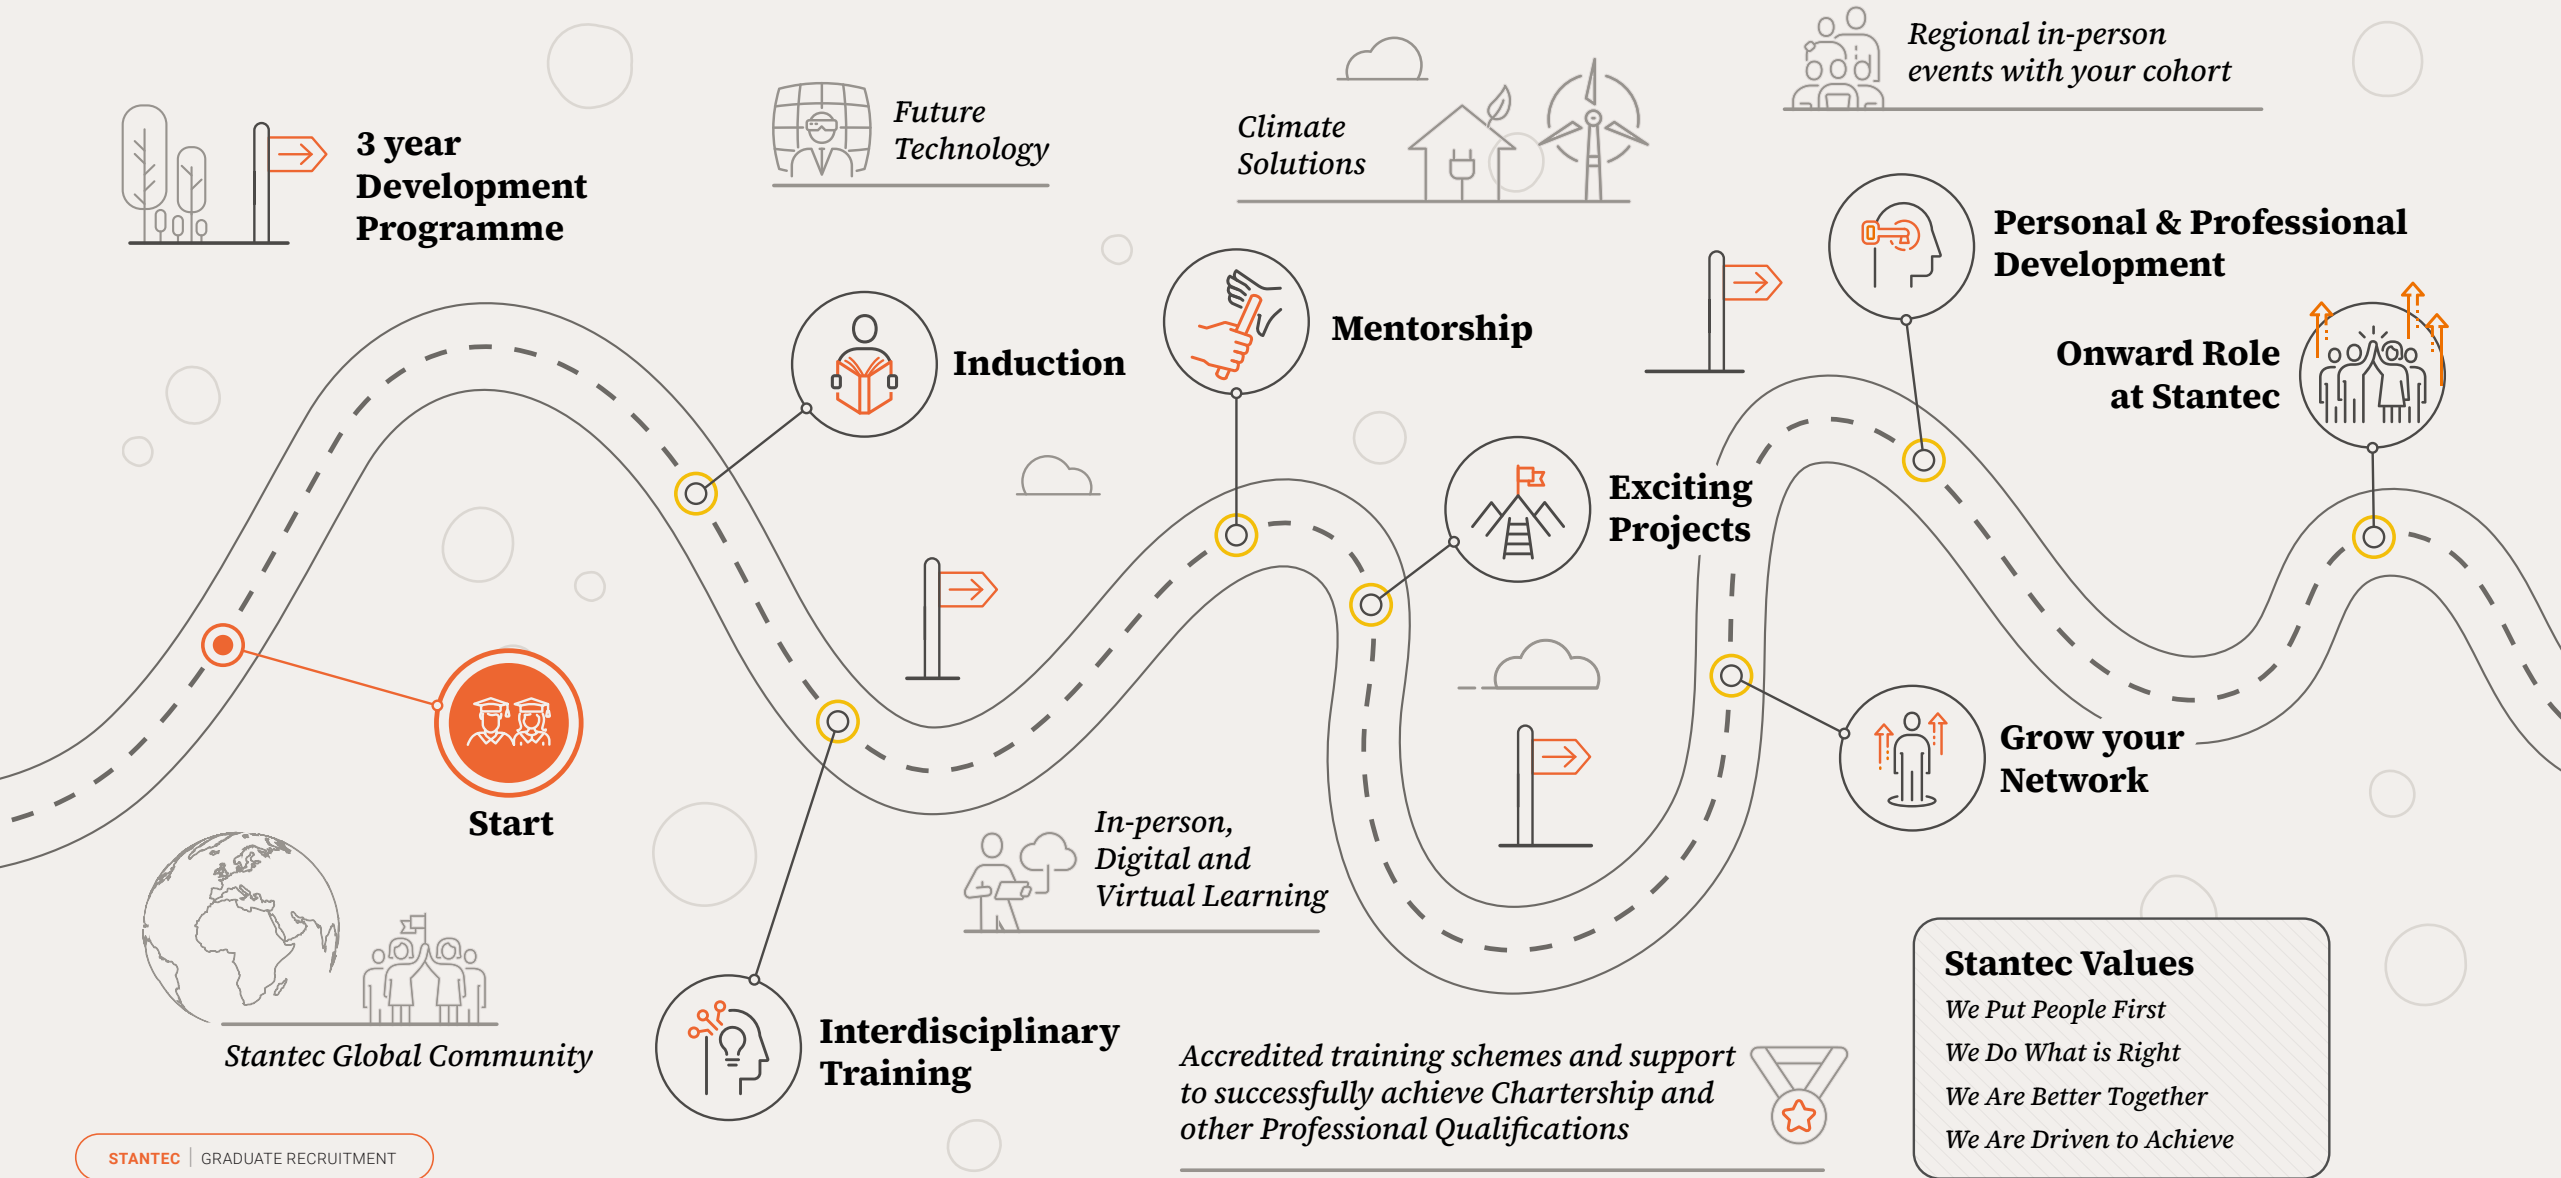 3 year
Development
Programme
Future
Technology
Climate
Solutions
Regional in-person
events with your cohort
Start
Induction
Interdisciplinary
Training
Mentorship
Exciting
Projects
Grow your
Network
Personal & Professional
Development
Onward Role
at Stantec
In-person,
Digital and
Virtual Learning
Stantec Global Community
Accredited training schemes and support
to successfully achieve Chartership and
other Professional Qualifications
Stantec Values
We Put People First
We Do What is Right
We Are Better Together
We Are Driven to Achieve
STANTEC | GRADUATE RECRUITMENT